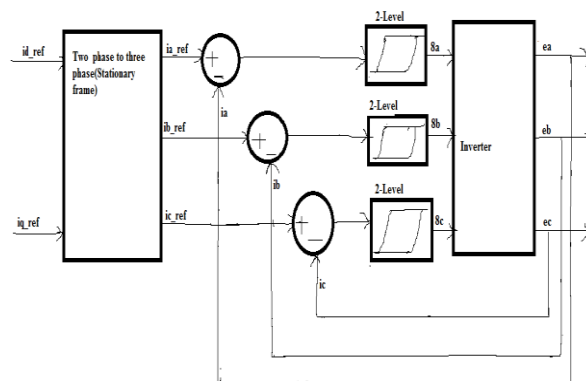 2-Level
id_ref
Two phase to three
phase(Stationary
frame)
ia_ref
+
-
8a
ea
ia
2-Level
ib_ref
+
-
8b
eb
Inverter
ib
2-Level
iq_ref
ic_ref
+
-
8c
ec
ic